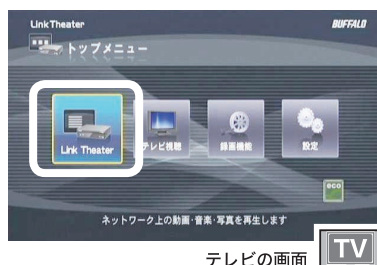 LinkTheater
BUFFALO
トップメニュー
Link Theater
テレビ視聴
録画機能
設定
eco
ネットワーク上の動画・音楽・写真を再生します
テレビの画面
TV